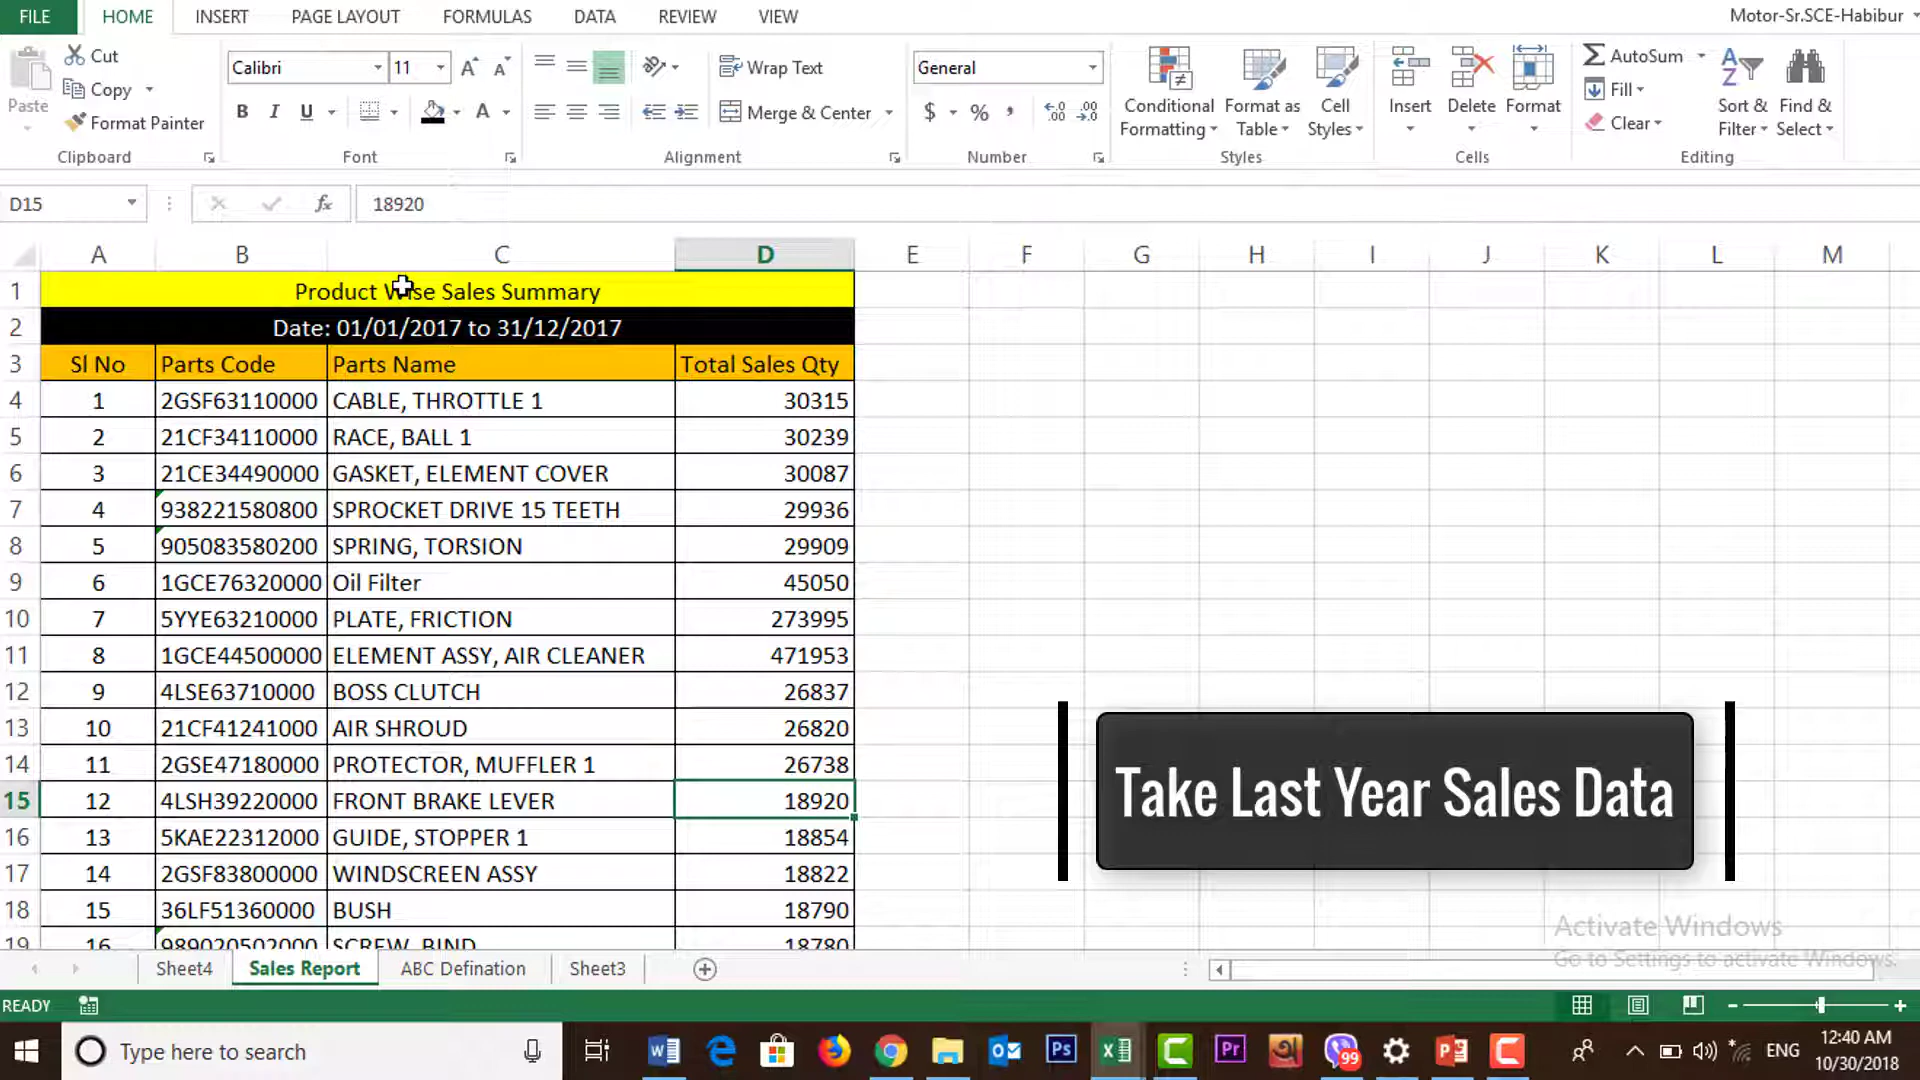 FILE HOME INSERT PAGE LAYOUT FORMULAS DATA REVIEW VIEW Motor-Sr.SCE-Habibur
Paste Cut Copy Format Painter Clipboard
Calibri 11 B I U A Font
Wrap Text Merge & Center Alignment
General $ % , Number
Conditional Formatting Format as Table Cell Styles Styles
Insert Delete Format Cells
AutoSum Fill Clear Sort & Filter Find & Select Editing
D15 fx 18920
A B C D E F G H I J K L M
1 Product Wise Sales Summary
2 Date: 01/01/2017 to 31/12/2017
3 Sl No Parts Code Parts Name Total Sales Qty
4 1 2GSF63110000 CABLE, THROTTLE 1 30315
5 2 21CF34110000 RACE, BALL 1 30239
6 3 21CE34490000 GASKET, ELEMENT COVER 30087
7 4 938221580800 SPROCKET DRIVE 15 TEETH 29936
8 5 905083580200 SPRING, TORSION 29909
9 6 1GCE76320000 Oil Filter 45050
10 7 5YYE63210000 PLATE, FRICTION 273995
11 8 1GCE44500000 ELEMENT ASSY, AIR CLEANER 471953
12 9 4LSE63710000 BOSS CLUTCH 26837
13 10 21CF41241000 AIR SHROUD 26820
14 11 2GSE47180000 PROTECTOR, MUFFLER 1 26738
15 12 4LSH39220000 FRONT BRAKE LEVER 18920
16 13 5KAE22312000 GUIDE, STOPPER 1 18854
17 14 2GSF83800000 WINDSCREEN ASSY 18822
18 15 36LF51360000 BUSH 18790
19 16 989020502000 SCREW, BIND 18780
Take Last Year Sales Data
Activate Windows
Go to Settings to activate Windows.
Sheet4 Sales Report ABC Defination Sheet3
READY
Type here to search
99
ENG
12:40 AM
10/30/2018